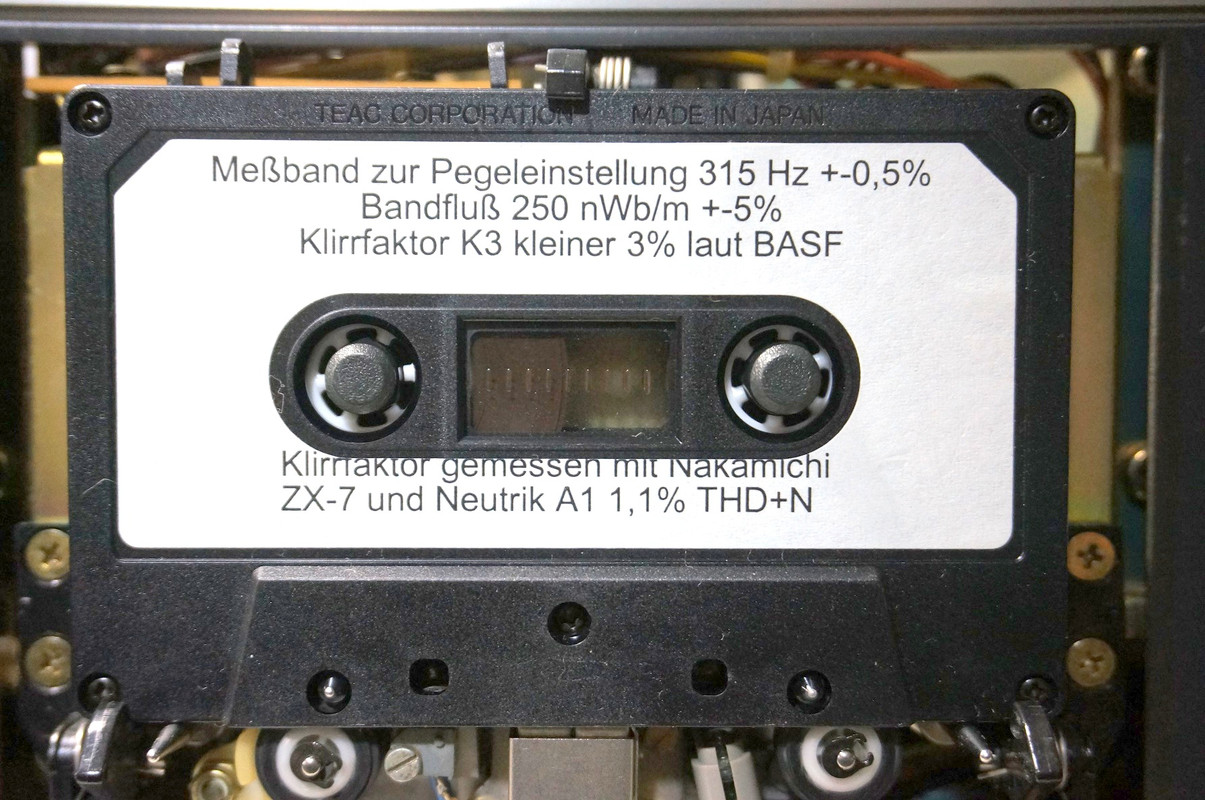 TEAC CORPORATION MADE IN JAPAN
Meßband zur Pegeleinstellung 315 Hz +-0,5%
Bandfluß 250 nWb/m +-5%
Klirrfaktor K3 kleiner 3% laut BASF
Klirrfaktor gemessen mit Nakamichi
ZX-7 und Neutrik A1 1,1% THD+N